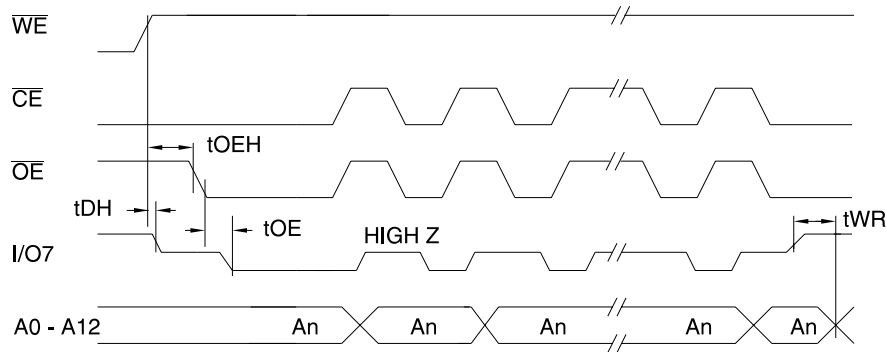 WE
CE
tOEH
OE
tDH
tOE
HIGH Z
tWR
I/O7
A0 - A12
An An An An An